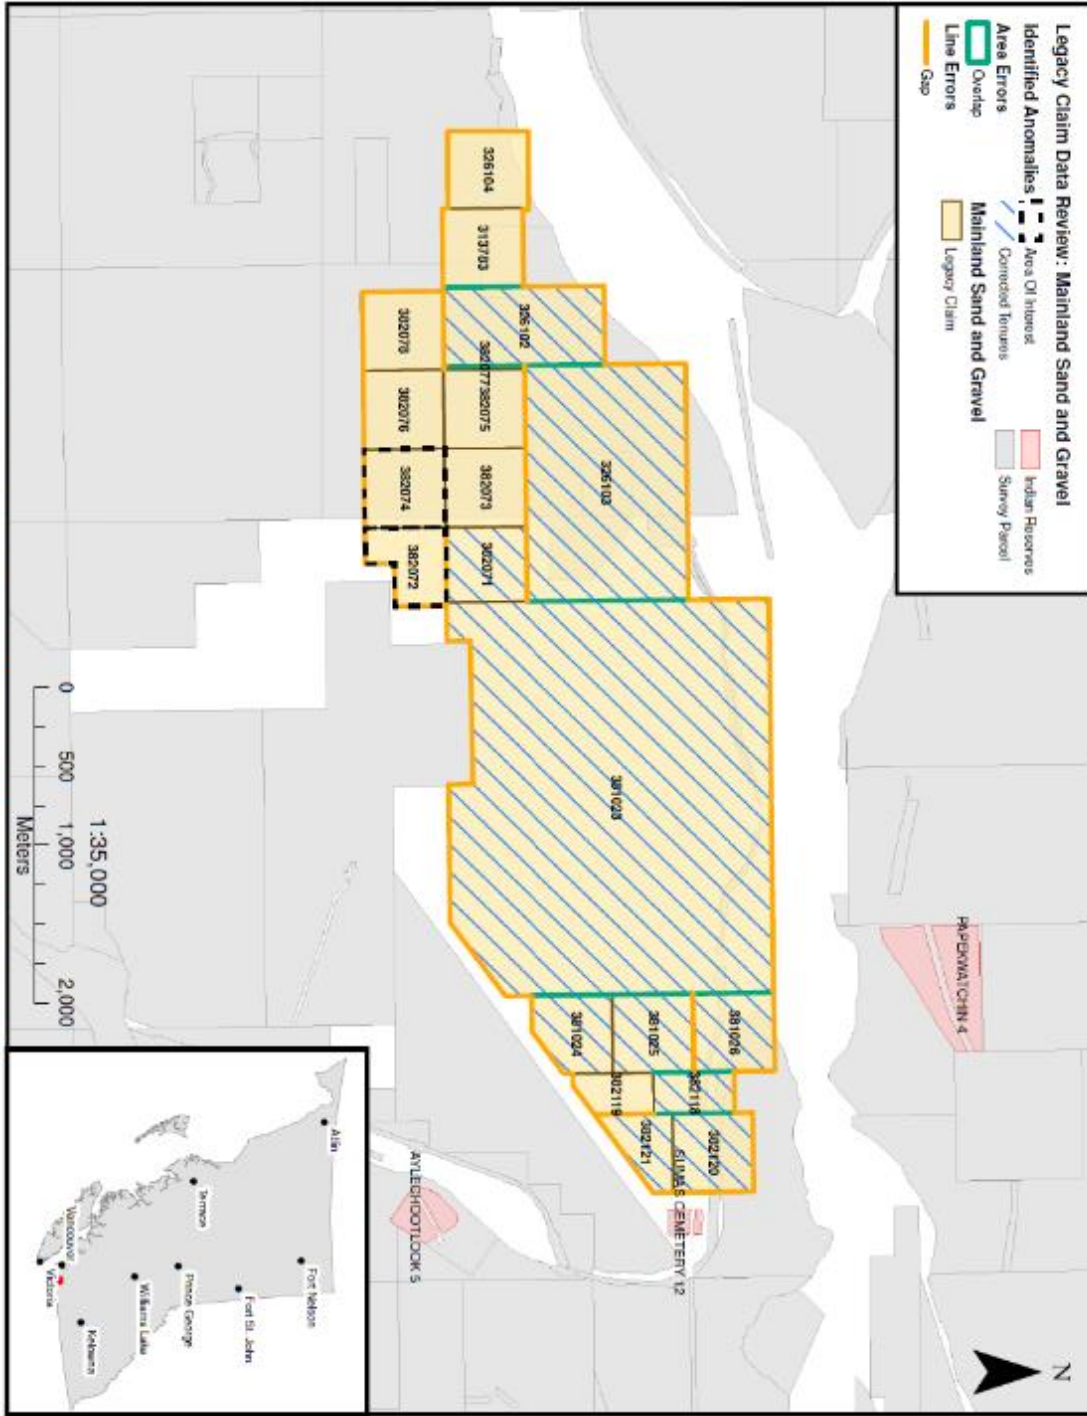 Legacy Claim Data Review: Mainland Sand and Gravel
Identified Anomalies
Area Of Interest
Corrected Tenures
Area Errors
Overlap
Line Errors
Gap
Mainland Sand and Gravel
Legacy Claim
Indian Reserves
Survey Parcel
N
PAPEKWATCHIN 4
326104
313783
326102
326103
382078
382077
382075
382076
382073
382074
382071
382072
381023
381026
381025
381024
382118
382119
382120
382121
SUMAS CEMETERY 12
AYLECHOOTLOOK 5
1:35,000
0 500 1,000 2,000
Meters
Atlin
Fort Nelson
Terrace
Fort St. John
Prince George
Williams Lake
Vancouver
Kelowna
Victoria